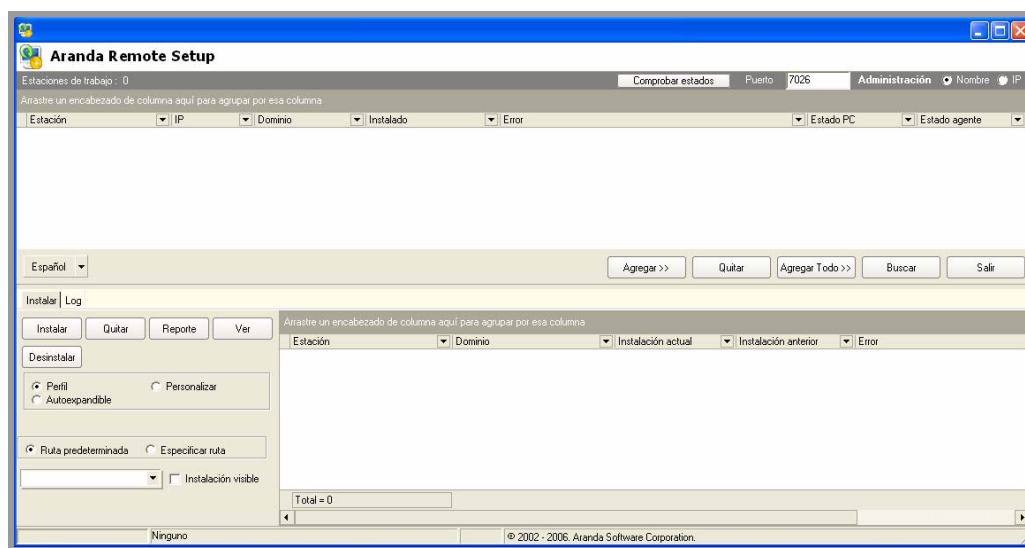 Aranda Remote Setup
Estaciones de trabajo : 0
Comprobar estados
Puerto
7026
Administración
Nombre
IP
Arrastre un encabezado de columna aquí para agrupar por esa columna
Estación
IP
Dominio
Instalado
Error
Estado PC
Estado agente
Español
Agregar >>
Quitar
Agregar Todo >>
Buscar
Salir
Instalar
Log
Instalar
Quitar
Reporte
Ver
Desinstalar
Perfil
Personalizar
Autoexpandible
Ruta predeterminada
Especificar ruta
Instalación visible
Arrastre un encabezado de columna aquí para agrupar por esa columna
Estación
Dominio
Instalación actual
Instalación anterior
Error
Total = 0
Ninguno
© 2002 - 2006. Aranda Software Corporation.